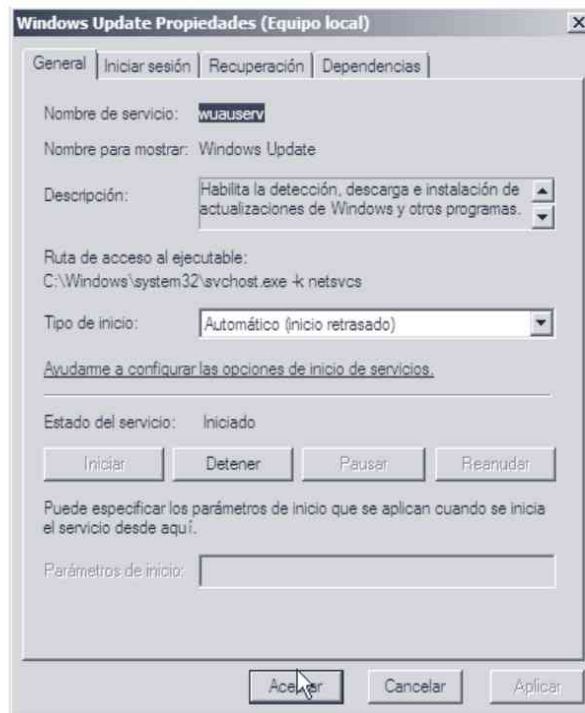 Windows Update Propiedades (Equipo local)
General Iniciar sesión Recuperación Dependencias
Nombre de servicio: wuauserv
Nombre para mostrar: Windows Update
Descripción: Habilita la detección, descarga e instalación de
actualizaciones de Windows y otros programas.
Ruta de acceso al ejecutable:
C:\Windows\system32\svchost.exe -k netsvcs
Tipo de inicio: Automático (inicio retrasado)
Ayudarme a configurar las opciones de inicio de servicios.
Estado del servicio: Iniciado
Iniciar Detener Pausar Reanudar
Puede especificar los parámetros de inicio que se aplican cuando se inicia
el servicio desde aquí.
Parámetros de inicio:
Aceptar Cancelar Aplicar